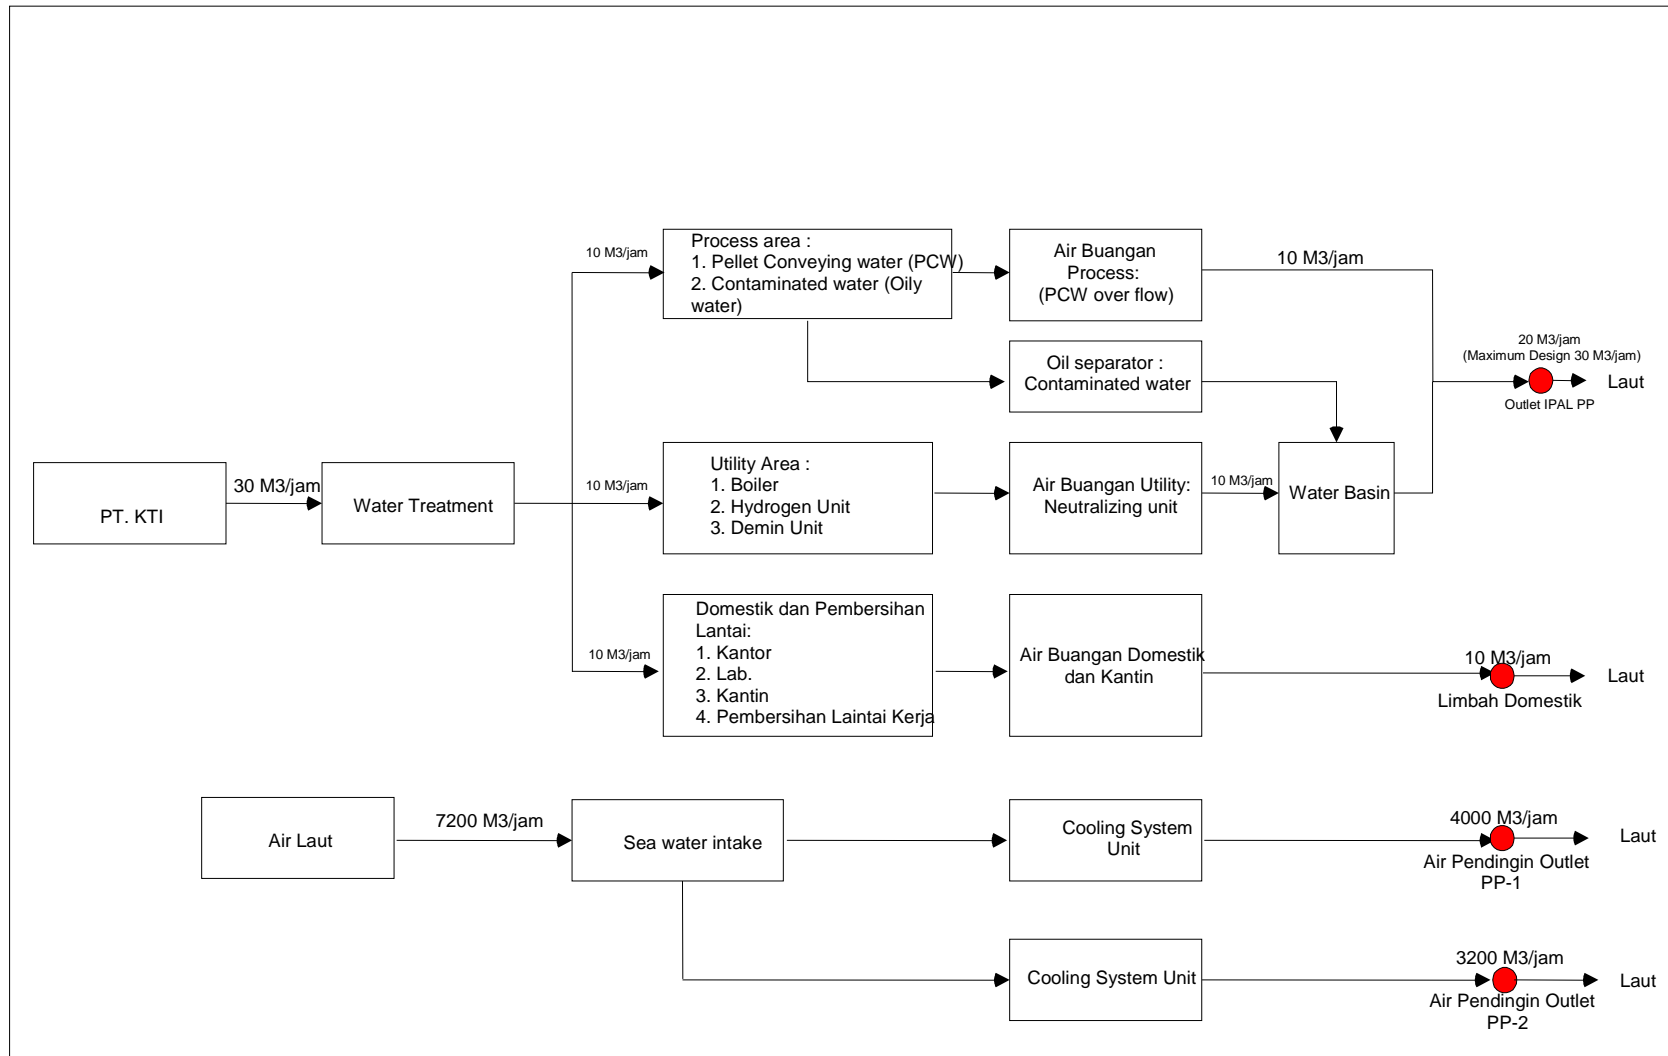 10 M3/jam
Process area :
1. Pellet Conveying water (PCW)
2. Contaminated water (Oily
water)
Air Buangan
Process:
(PCW over flow)
10 M3/jam
Oil separator :
Contaminated water
20 M3/jam
(Maximum Design 30 M3/jam)
Outlet IPAL PP
Laut
PT. KTI
30 M3/jam
Water Treatment
10 M3/jam
Utility Area :
1. Boiler
2. Hydrogen Unit
3. Demin Unit
Air Buangan Utility:
Neutralizing unit
10 M3/jam
Water Basin
10 M3/jam
Domestik dan Pembersihan
Lantai:
1. Kantor
2. Lab.
3. Kantin
4. Pembersihan Laintai Kerja
Air Buangan Domestik
dan Kantin
10 M3/jam
Limbah Domestik
Laut
Air Laut
7200 M3/jam
Sea water intake
Cooling System
Unit
4000 M3/jam
Air Pendingin Outlet
PP-1
Laut
Cooling System Unit
3200 M3/jam
Air Pendingin Outlet
PP-2
Laut